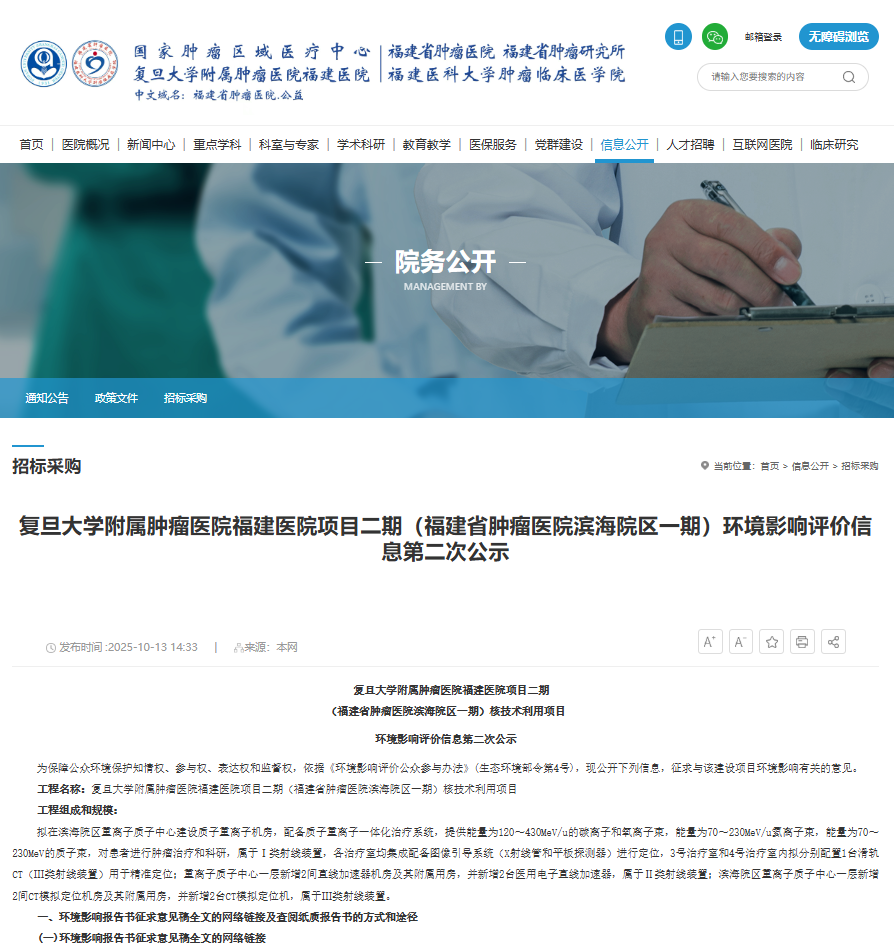 国家肿瘤区域医疗中心
复旦大学附属肿瘤医院福建医院
福建省肿瘤医院 福建省肿瘤研究所
福建医科大学肿瘤临床医学院
中文域名：福建省肿瘤医院.公益
邮箱登录
无障碍浏览
请输入您要搜索的内容
首页 | 医院概况 | 新闻中心 | 重点学科 | 科室与专家 | 学术科研 | 教育教学 | 医保服务 | 党群建设 | 信息公开 | 人才招聘 | 互联网医院 | 临床研究
院务公开
MANAGEMENT BY
通知公告 政策文件 招标采购
招标采购
当前位置：首页 > 信息公开 > 招标采购
复旦大学附属肿瘤医院福建医院项目二期（福建省肿瘤医院滨海院区一期）环境影响评价信
息第二次公示
发布时间 :2025-10-13 14:33 | 来源：本网
A+ A-
复旦大学附属肿瘤医院福建医院项目二期
（福建省肿瘤医院滨海院区一期）核技术利用项目
环境影响评价信息第二次公示
为保障公众环境保护知情权、参与权、表达权和监督权，依据《环境影响评价公众参与办法》(生态环境部令第4号)，现公开下列信息，征求与该建设项目环境影响有关的意见。
工程名称：复旦大学附属肿瘤医院福建医院项目二期（福建省肿瘤医院滨海院区一期）核技术利用项目
工程组成和规模：
拟在滨海院区重离子质子中心建设质子重离子机房，配备质子重离子一体化治疗系统，提供能量为120～430MeV/u的碳离子和氧离子束，能量为70～230MeV/u氦离子束，能量为70～
230MeV的质子束，对患者进行肿瘤治疗和科研，属于Ⅰ类射线装置，各治疗室均集成配备图像引导系统（X射线管和平板探测器）进行定位，3号治疗室和4号治疗室内拟分别配置1台滑轨
CT（III类射线装置）用于精准定位；重离子质子中心一层新增2间直线加速器机房及其附属用房，并新增2台医用电子直线加速器，属于Ⅱ类射线装置；滨海院区重离子质子中心一层新增
2间CT模拟定位机房及其附属用房，并新增2台CT模拟定位机，属于III类射线装置。
一、环境影响报告书征求意见稿全文的网络链接及查阅纸质报告书的方式和途径
(一)环境影响报告书征求意见稿全文的网络链接